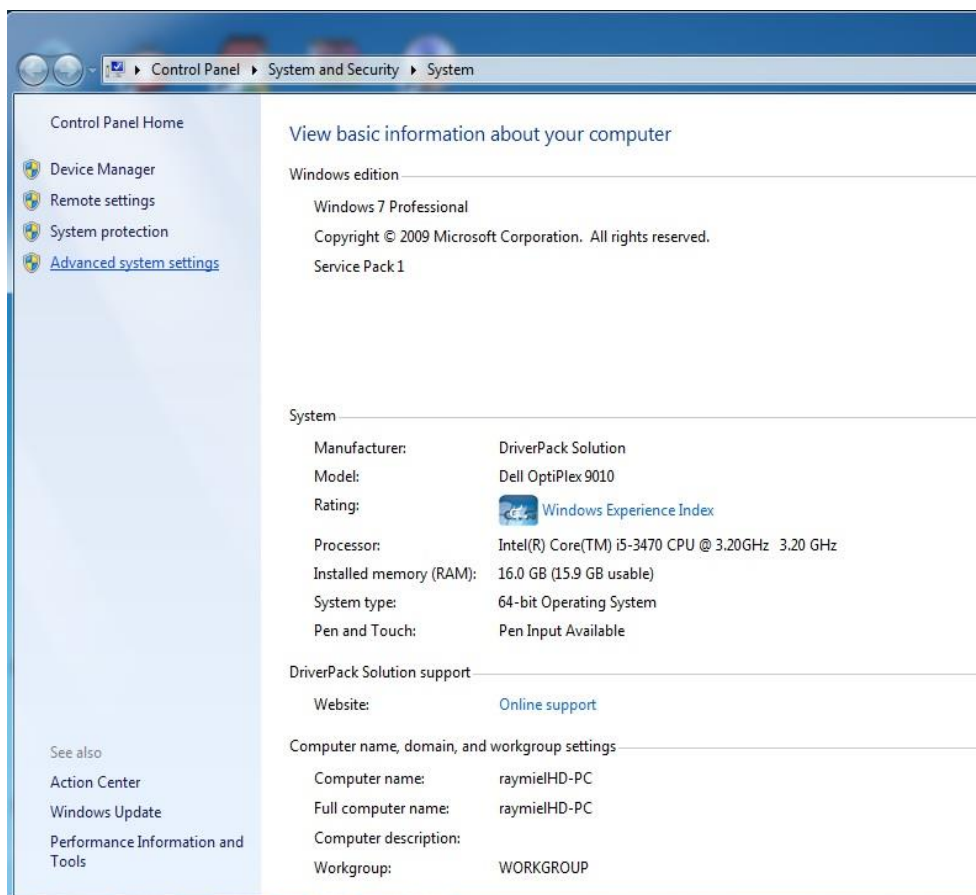 Control Panel ▸ System and Security ▸ System
Control Panel Home
Device Manager
Remote settings
System protection
Advanced system settings
View basic information about your computer
Windows edition
Windows 7 Professional
Copyright © 2009 Microsoft Corporation. All rights reserved.
Service Pack 1
System
Manufacturer: DriverPack Solution
Model: Dell OptiPlex 9010
Rating: Windows Experience Index
Processor: Intel(R) Core(TM) i5-3470 CPU @ 3.20GHz 3.20 GHz
Installed memory (RAM): 16.0 GB (15.9 GB usable)
System type: 64-bit Operating System
Pen and Touch: Pen Input Available
DriverPack Solution support
Website: Online support
Computer name, domain, and workgroup settings
Computer name: raymielHD-PC
Full computer name: raymielHD-PC
Computer description:
Workgroup: WORKGROUP
See also
Action Center
Windows Update
Performance Information and
Tools